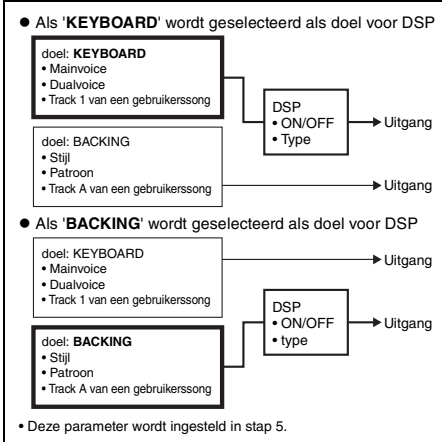 ● Als 'KEYBOARD' wordt geselecteerd als doel voor DSP
doel: KEYBOARD
• Mainvoice
• Dualvoice
• Track 1 van een gebruikerssong
DSP
• ON/OFF
• Type
Uitgang
doel: BACKING
• Stijl
• Patroon
• Track A van een gebruikerssong
Uitgang
● Als 'BACKING' wordt geselecteerd als doel voor DSP
doel: KEYBOARD
• Mainvoice
• Dualvoice
• Track 1 van een gebruikerssong
Uitgang
doel: BACKING
• Stijl
• Patroon
• Track A van een gebruikerssong
DSP
• ON/OFF
• type
Uitgang
• Deze parameter wordt ingesteld in stap 5.